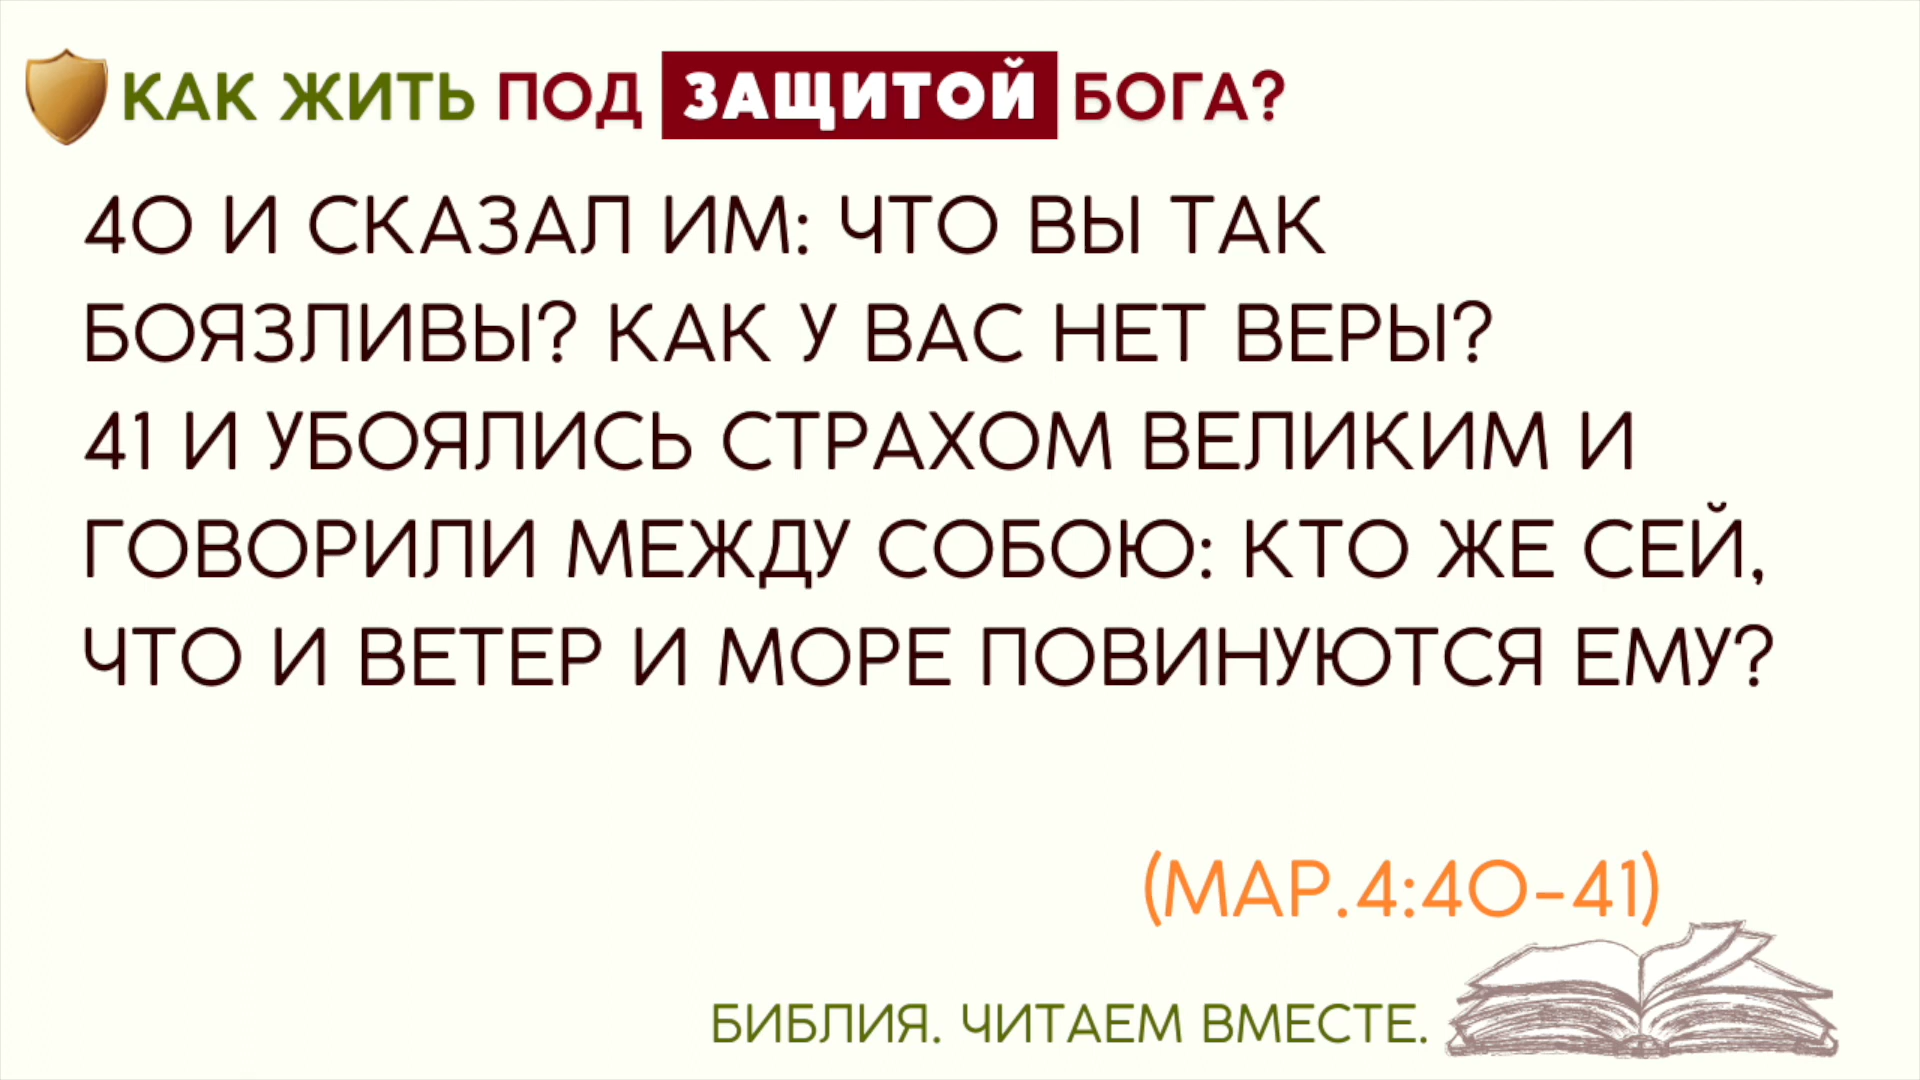 КАК ЖИТЬ ПОД ЗАЩИТОЙ БОГА?
40 И СКАЗАЛ ИМ: ЧТО ВЫ ТАК
БОЯЗЛИВЫ? КАК У ВАС НЕТ ВЕРЫ?
41 И УБОЯЛИСЬ СТРАХОМ ВЕЛИКИМ И
ГОВОРИЛИ МЕЖДУ СОБОЮ: КТО ЖЕ СЕЙ,
ЧТО И ВЕТЕР И МОРЕ ПОВИНУЮТСЯ ЕМУ?
(МАР.4:40-41)
БИБЛИЯ. ЧИТАЕМ ВМЕСТЕ.